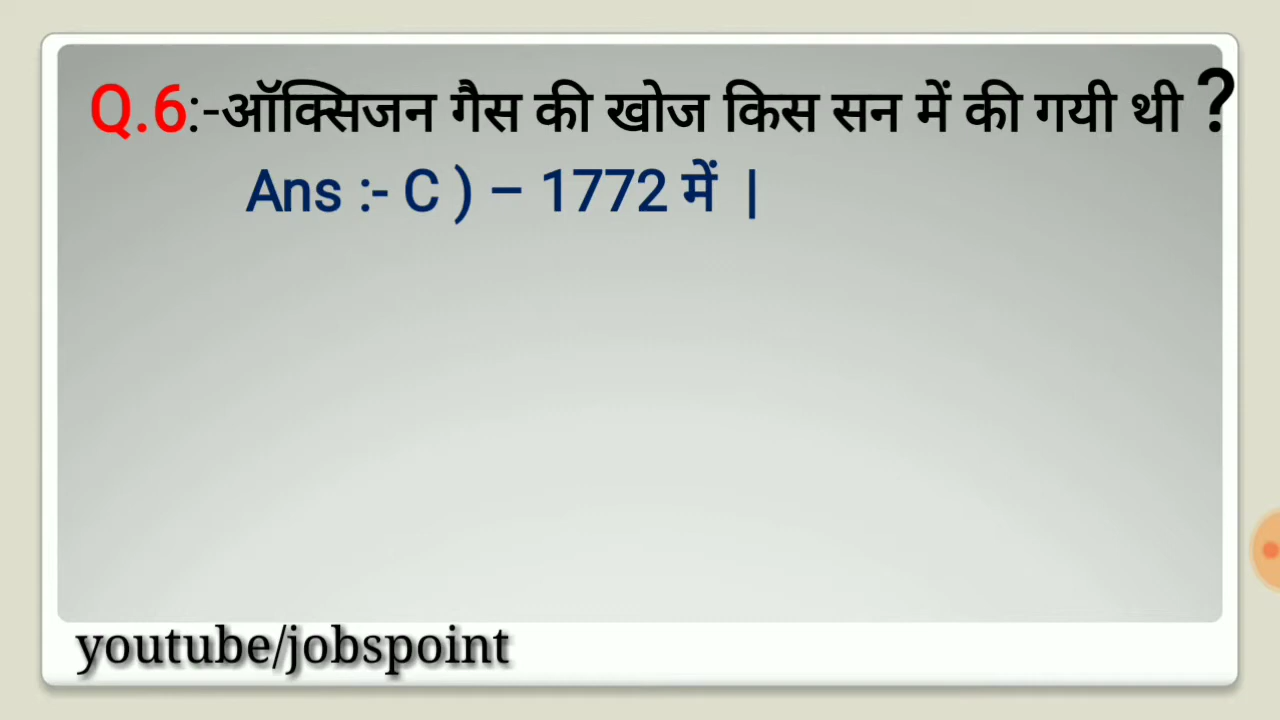 Q.6:-ऑक्सिजन गैस की खोज किस सन में की गयी थी ?
Ans :- C ) – 1772 में |
youtube/jobspoint